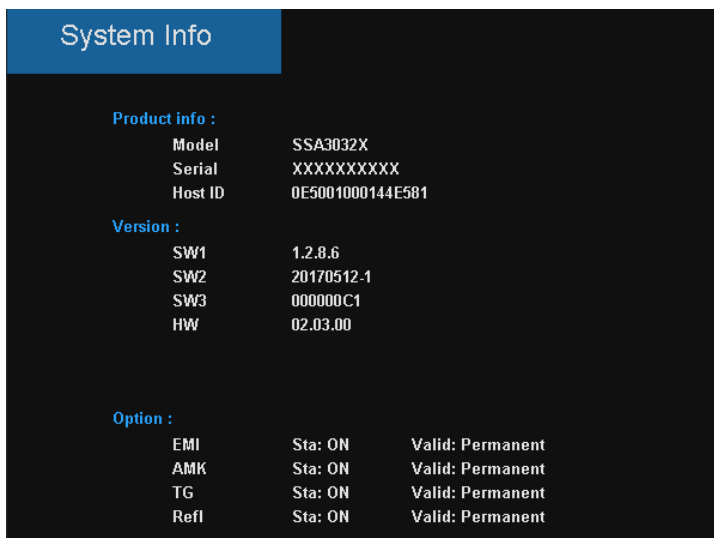 System Info
Product info :
Model SSA3032X
Serial XXXXXXXXXX
Host ID 0E5001000144E581
Version :
SW1 1.2.8.6
SW2 20170512-1
SW3 000000C1
HW 02.03.00
Option :
EMI Sta: ON Valid: Permanent
AMK Sta: ON Valid: Permanent
TG Sta: ON Valid: Permanent
Refl Sta: ON Valid: Permanent